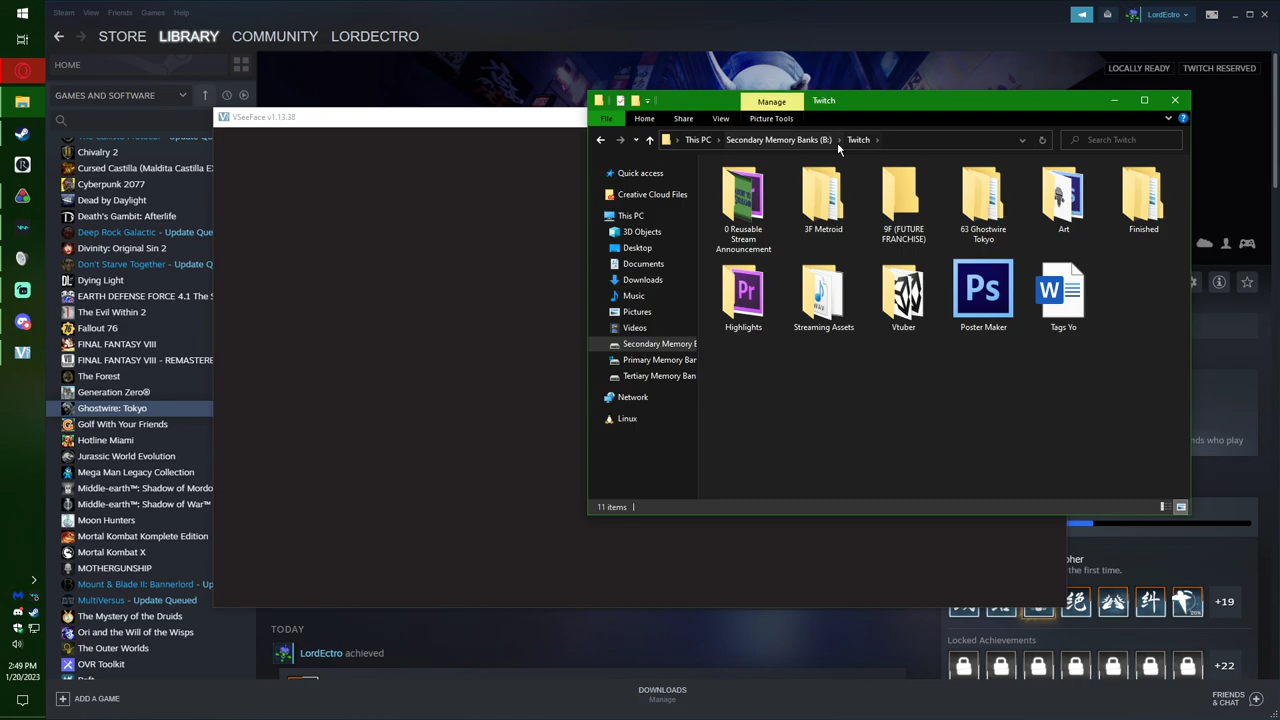 Steam View Friends Games Help
LordEctro
STORE LIBRARY COMMUNITY LORDECTRO
HOME
LOCALLY READY TWITCH RESERVED
GAMES AND SOFTWARE
Chivalry 2
Cursed Castilla (Maldita Castilla E
Cyberpunk 2077
Dead by Daylight
Death's Gambit: Afterlife
Deep Rock Galactic - Update Que
Divinity: Original Sin 2
Don't Starve Together - Update Q
Dying Light
EARTH DEFENSE FORCE 4.1 The S
The Evil Within 2
Fallout 76
FINAL FANTASY VIII
FINAL FANTASY VIII - REMASTERE
The Forest
Generation Zero®
Ghostwire: Tokyo
Golf With Your Friends
Hotline Miami
Jurassic World Evolution
Mega Man Legacy Collection
Middle-earth™: Shadow of Mordo
Middle-earth™: Shadow of War™
Moon Hunters
Mortal Kombat Komplete Edition
Mortal Kombat X
MOTHERGUNSHIP
Mount & Blade II: Bannerlord - Up
MultiVersus - Update Queued
The Mystery of the Druids
Ori and the Will of the Wisps
The Outer Worlds
OVR Toolkit
VSeeFace v1.13.38
Manage Twitch
File Home Share View Picture Tools
This PC Secondary Memory Banks (B:) Twitch
Search Twitch
Quick access
Creative Cloud Files
This PC
3D Objects
Desktop
Documents
Downloads
Music
Pictures
Videos
Secondary Memory B
Primary Memory Ban
Tertiary Memory Ban
Network
Linux
0 Reusable Stream Announcement
3F Metroid
9F (FUTURE FRANCHISE)
63 Ghostwire Tokyo
Art
Finished
Highlights
Streaming Assets
Vtuber
Poster Maker
Tags Yo
11 items
nds who play
pher
the first time.
+19
Locked Achievements
+22
TODAY
LordEctro achieved
2:49 PM
1/20/2023
ADD A GAME
DOWNLOADS
Manage
FRIENDS
& CHAT